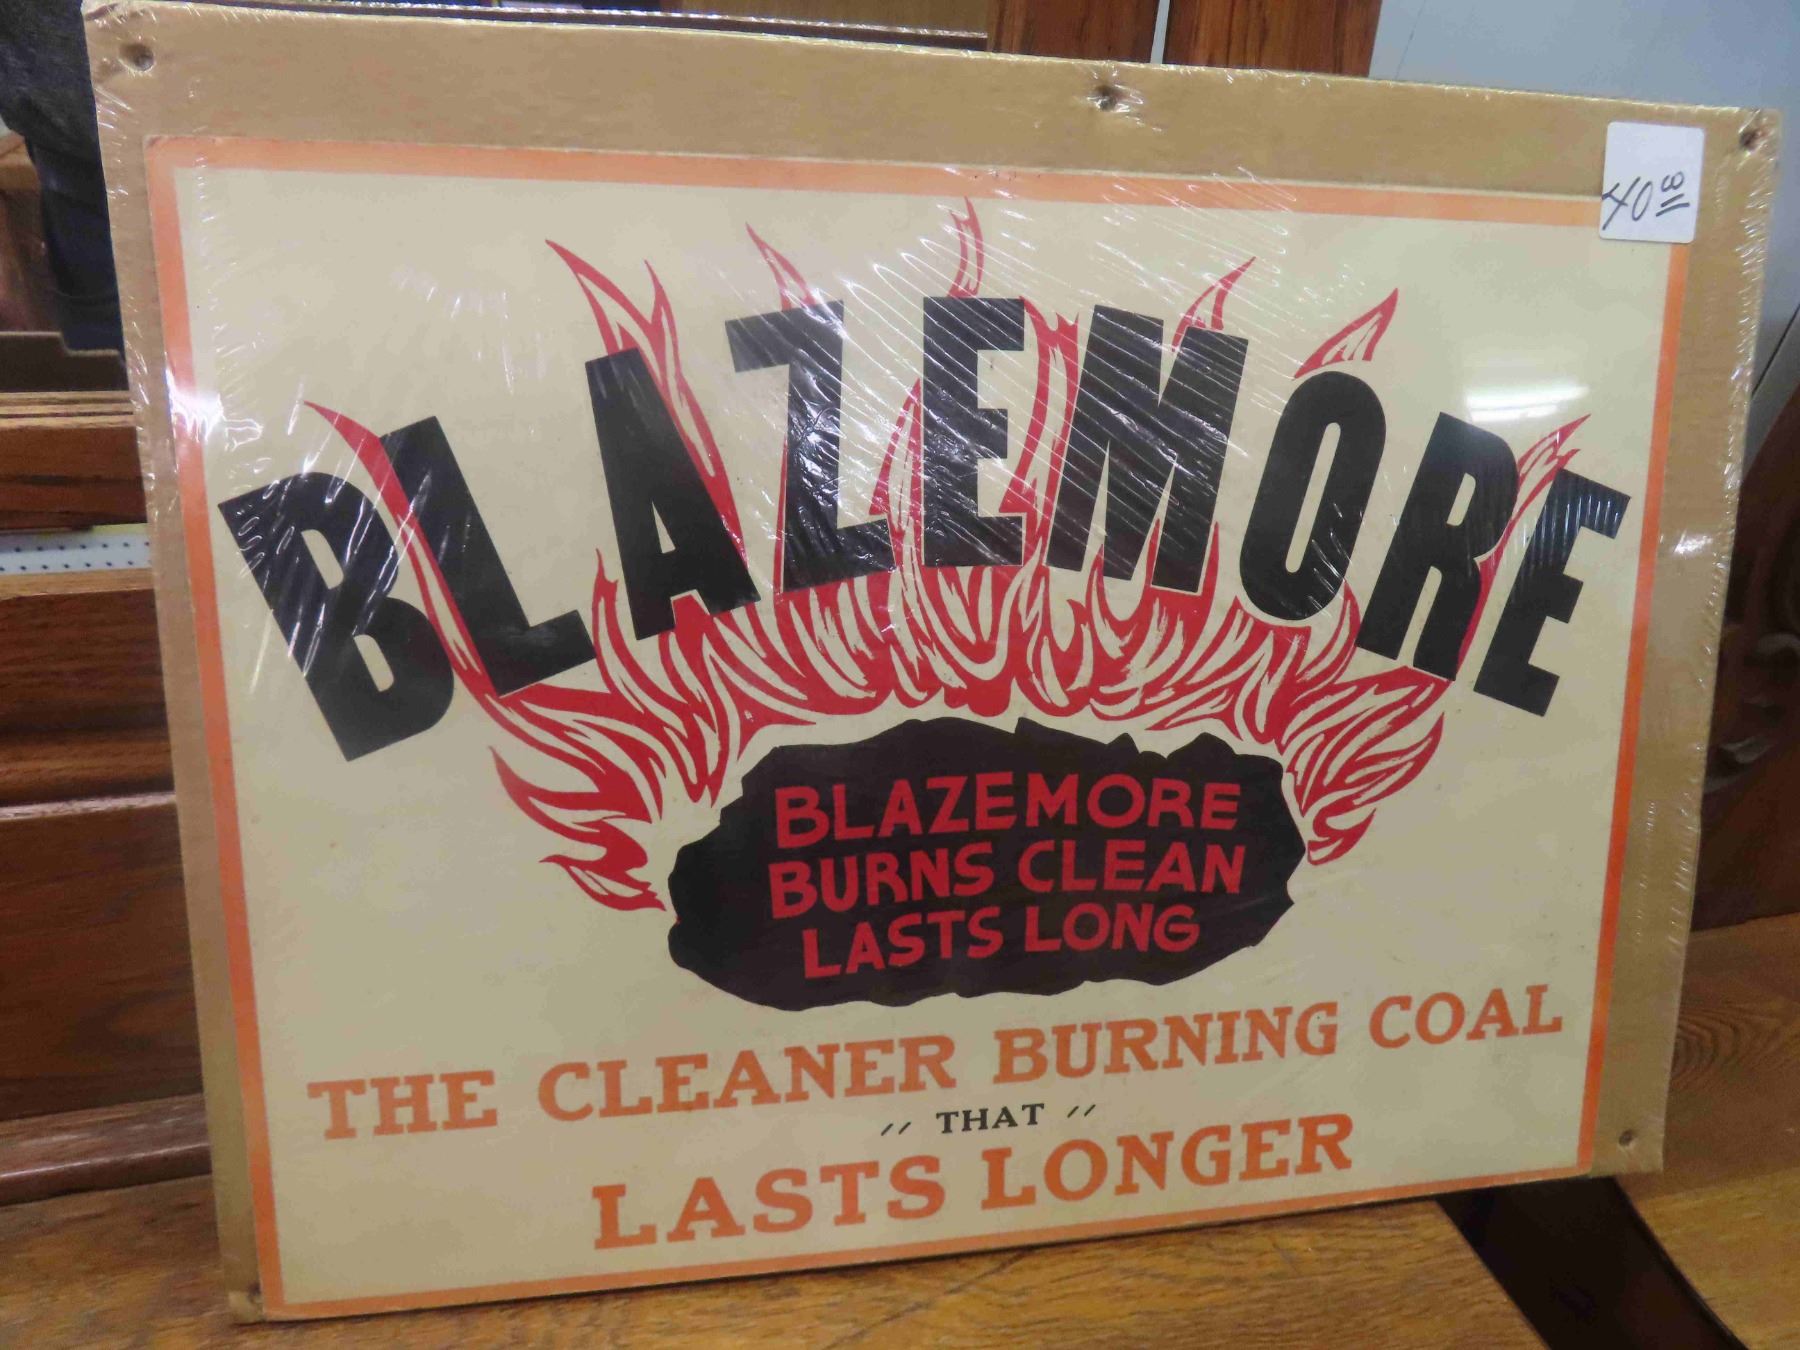 40 00
BLAZEMORE
BLAZEMORE
BURNS CLEAN
LASTS LONG
THE CLEANER BURNING COAL
" THAT "
LASTS LONGER